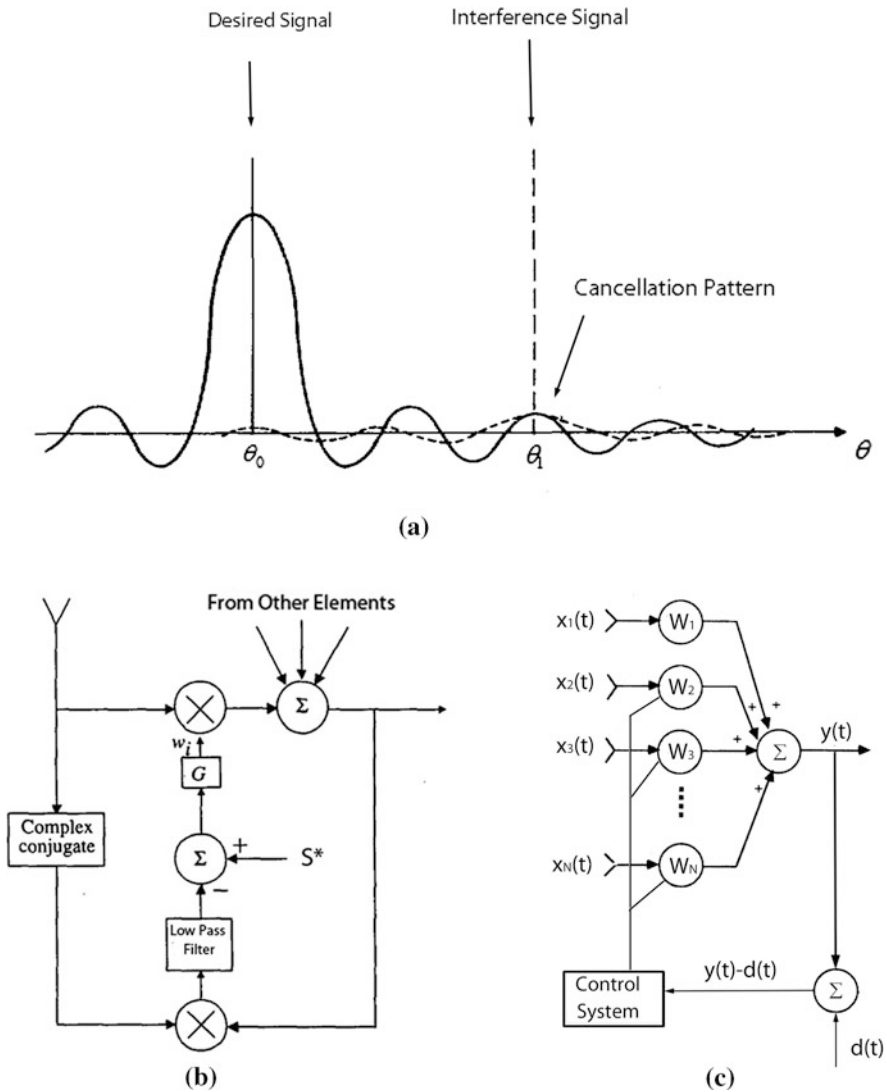 Desired Signal
Interference Signal
Cancellation Pattern
θ0
θ1
θ
(a)
From Other Elements
Σ
wi
G
Complex
conjugate
Σ
+
S*
−
Low Pass
Filter
(b)
x1(t)
W1
x2(t)
W2
+
+
x3(t)
W3
+
Σ
y(t)
+
xN(t)
WN
Control
System
y(t)-d(t)
Σ
d(t)
(c)